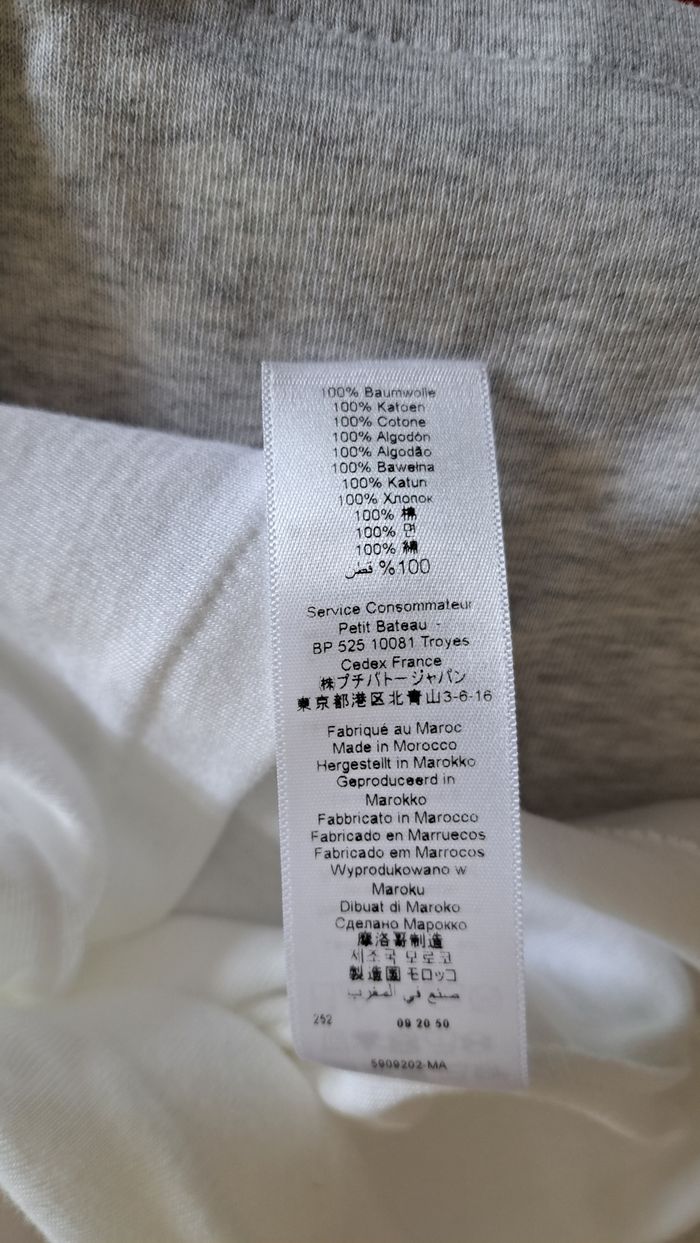 100% Baumwolle
100% Katoen
100% Cotone
100% Algodón
100% Algodão
100% Bawełna
100% Katun
100% Хлопок
100% 棉
100% 면
100% 綿
100% قطن
Service Consommateur
Petit Bateau -
BP 525 10081 Troyes
Cedex France
㈱プチバトージャパン
東京都港区北青山3-6-16
Fabriqué au Maroc
Made in Morocco
Hergestellt in Marokko
Geproduceerd in
Marokko
Fabbricato in Marocco
Fabricado en Marruecos
Fabricado em Marrocos
Wyprodukowano w
Maroku
Dibuat di Maroko
Сделано Марокко
摩洛哥制造
제조국 모로코
製造国 モロッコ
صنع في المغرب
252 09 20 50
5909202-MA